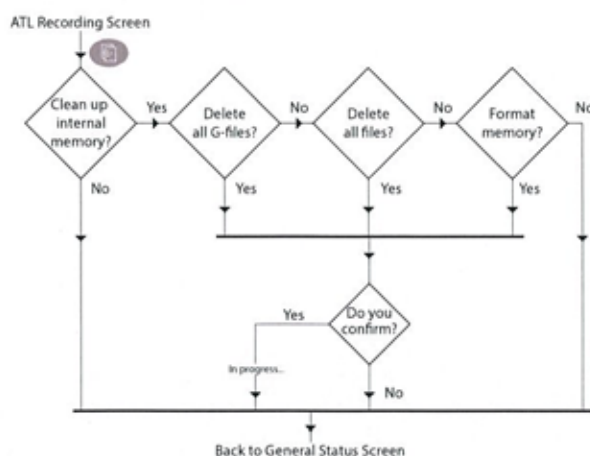 ATL Recording Screen
Clean up
internal
memory?
Yes
Delete
all G-files?
No
Delete
all files?
No
Format
memory?
No
No
Yes
Yes
Yes
Do you
confirm?
Yes
In progress...
No
Back to General Status Screen